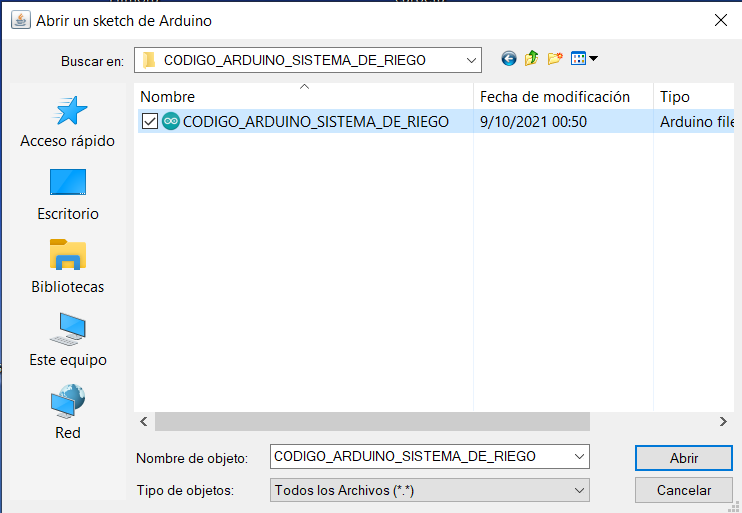 Abrir un sketch de Arduino
Buscar en: CODIGO_ARDUINO_SISTEMA_DE_RIEGO
Nombre Fecha de modificación Tipo
CODIGO_ARDUINO_SISTEMA_DE_RIEGO 9/10/2021 00:50 Arduino file
Acceso rápido
Escritorio
Bibliotecas
Este equipo
Red
Nombre de objeto: CODIGO_ARDUINO_SISTEMA_DE_RIEGO Abrir
Tipo de objetos: Todos los Archivos (*.*) Cancelar